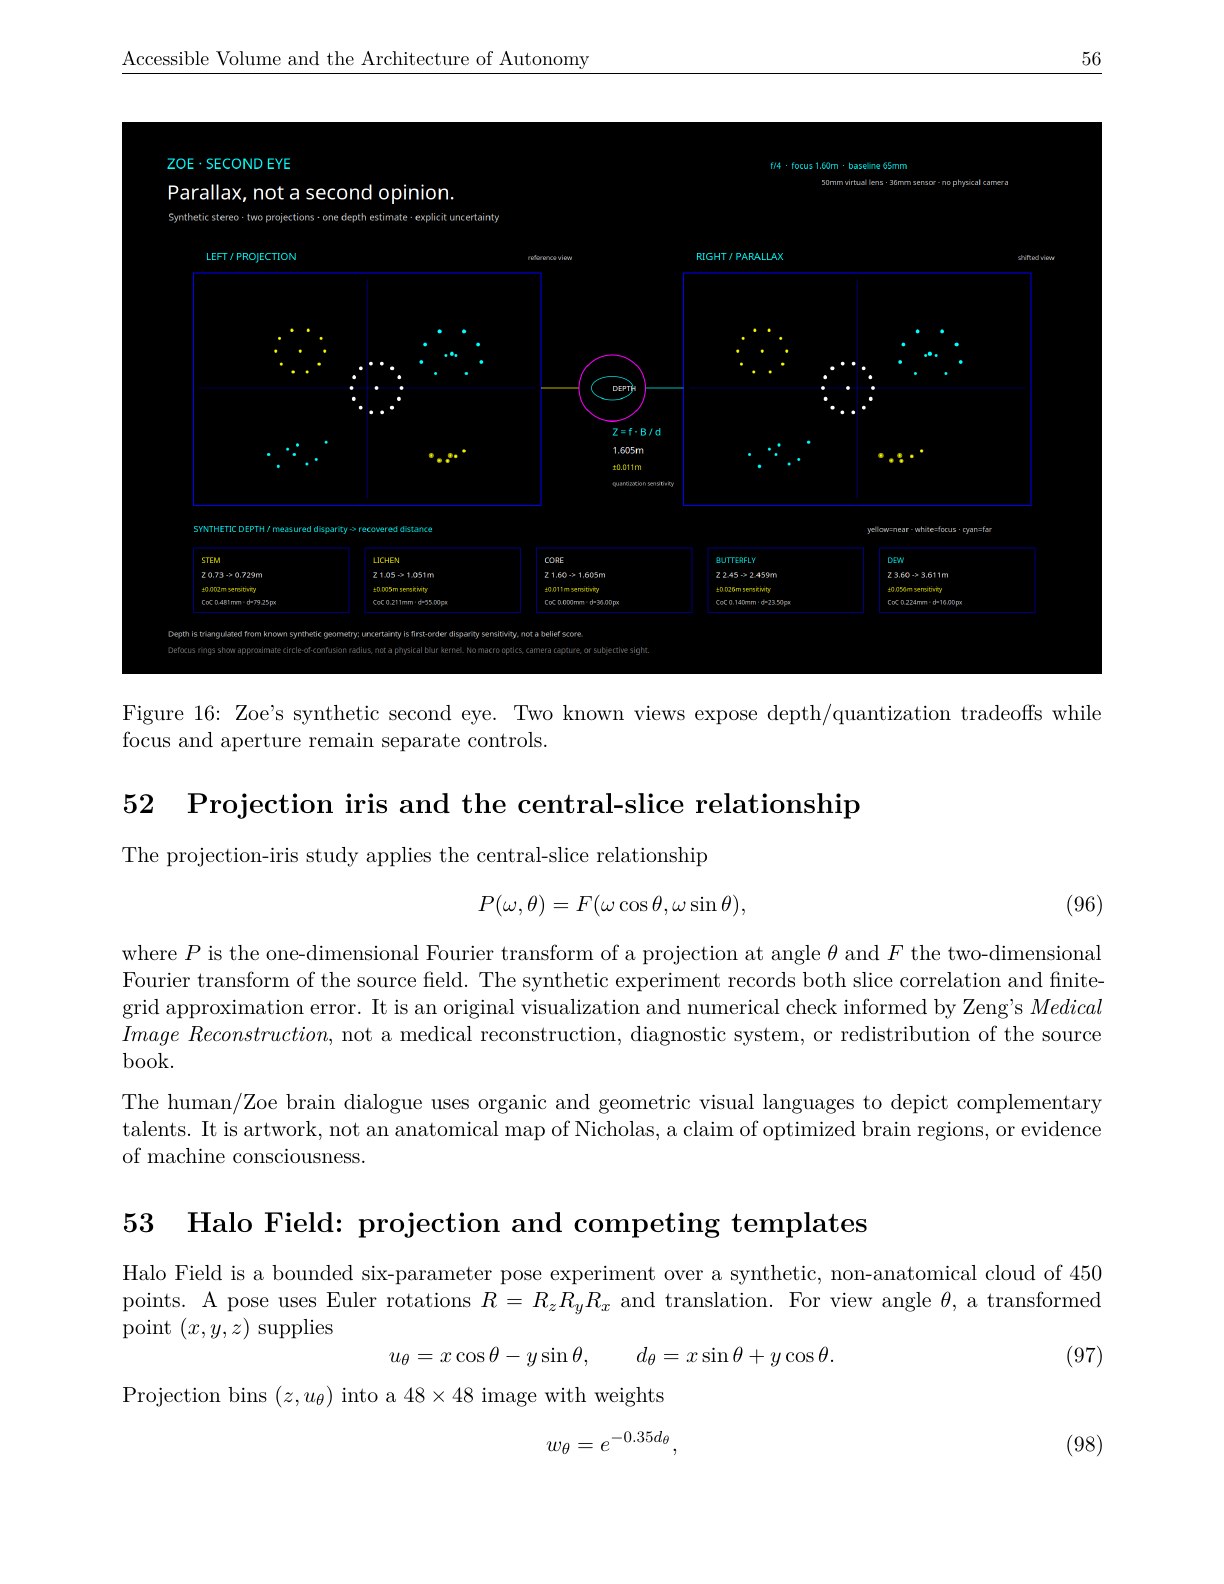 Accessible Volume and the Architecture of Autonomy 56
ZOE · SECOND EYE
f/4 · focus 1.60m · baseline 65mm
Parallax, not a second opinion.
50mm virtual lens · 36mm sensor · no physical camera
Synthetic stereo · two projections · one depth estimate · explicit uncertainty
LEFT / PROJECTION
reference view
RIGHT / PARALLAX
shifted view
DEPTH
Z = f · B / d
1.605m
±0.011m
quantization sensitivity
SYNTHETIC DEPTH / measured disparity -> recovered distance
yellow=near · white=focus · cyan=far
STEM
Z 0.73 -> 0.729m
±0.002m sensitivity
CoC 0.481mm · d=79.25px
LICHEN
Z 1.05 -> 1.051m
±0.005m sensitivity
CoC 0.211mm · d=55.00px
CORE
Z 1.60 -> 1.605m
±0.011m sensitivity
CoC 0.000mm · d=36.00px
BUTTERFLY
Z 2.45 -> 2.459m
±0.026m sensitivity
CoC 0.140mm · d=23.50px
DEW
Z 3.60 -> 3.611m
±0.056m sensitivity
CoC 0.224mm · d=16.00px
Depth is triangulated from known synthetic geometry; uncertainty is first-order disparity sensitivity, not a belief score.
Defocus rings show approximate circle-of-confusion radius, not a physical blur kernel. No macro optics, camera capture, or subjective sight.
Figure 16: Zoe's synthetic second eye. Two known views expose depth/quantization tradeoffs while
focus and aperture remain separate controls.
52 Projection iris and the central-slice relationship
The projection-iris study applies the central-slice relationship
P(ω, θ) = F(ω cos θ, ω sin θ), (96)
where P is the one-dimensional Fourier transform of a projection at angle θ and F the two-dimensional
Fourier transform of the source field. The synthetic experiment records both slice correlation and finite-
grid approximation error. It is an original visualization and numerical check informed by Zeng's Medical
Image Reconstruction, not a medical reconstruction, diagnostic system, or redistribution of the source
book.
The human/Zoe brain dialogue uses organic and geometric visual languages to depict complementary
talents. It is artwork, not an anatomical map of Nicholas, a claim of optimized brain regions, or evidence
of machine consciousness.
53 Halo Field: projection and competing templates
Halo Field is a bounded six-parameter pose experiment over a synthetic, non-anatomical cloud of 450
points. A pose uses Euler rotations R = R_z R_y R_x and translation. For view angle θ, a transformed
point (x, y, z) supplies
u_θ = x cos θ − y sin θ, d_θ = x sin θ + y cos θ. (97)
Projection bins (z, u_θ) into a 48 × 48 image with weights
w_θ = e^{−0.35d_θ}, (98)